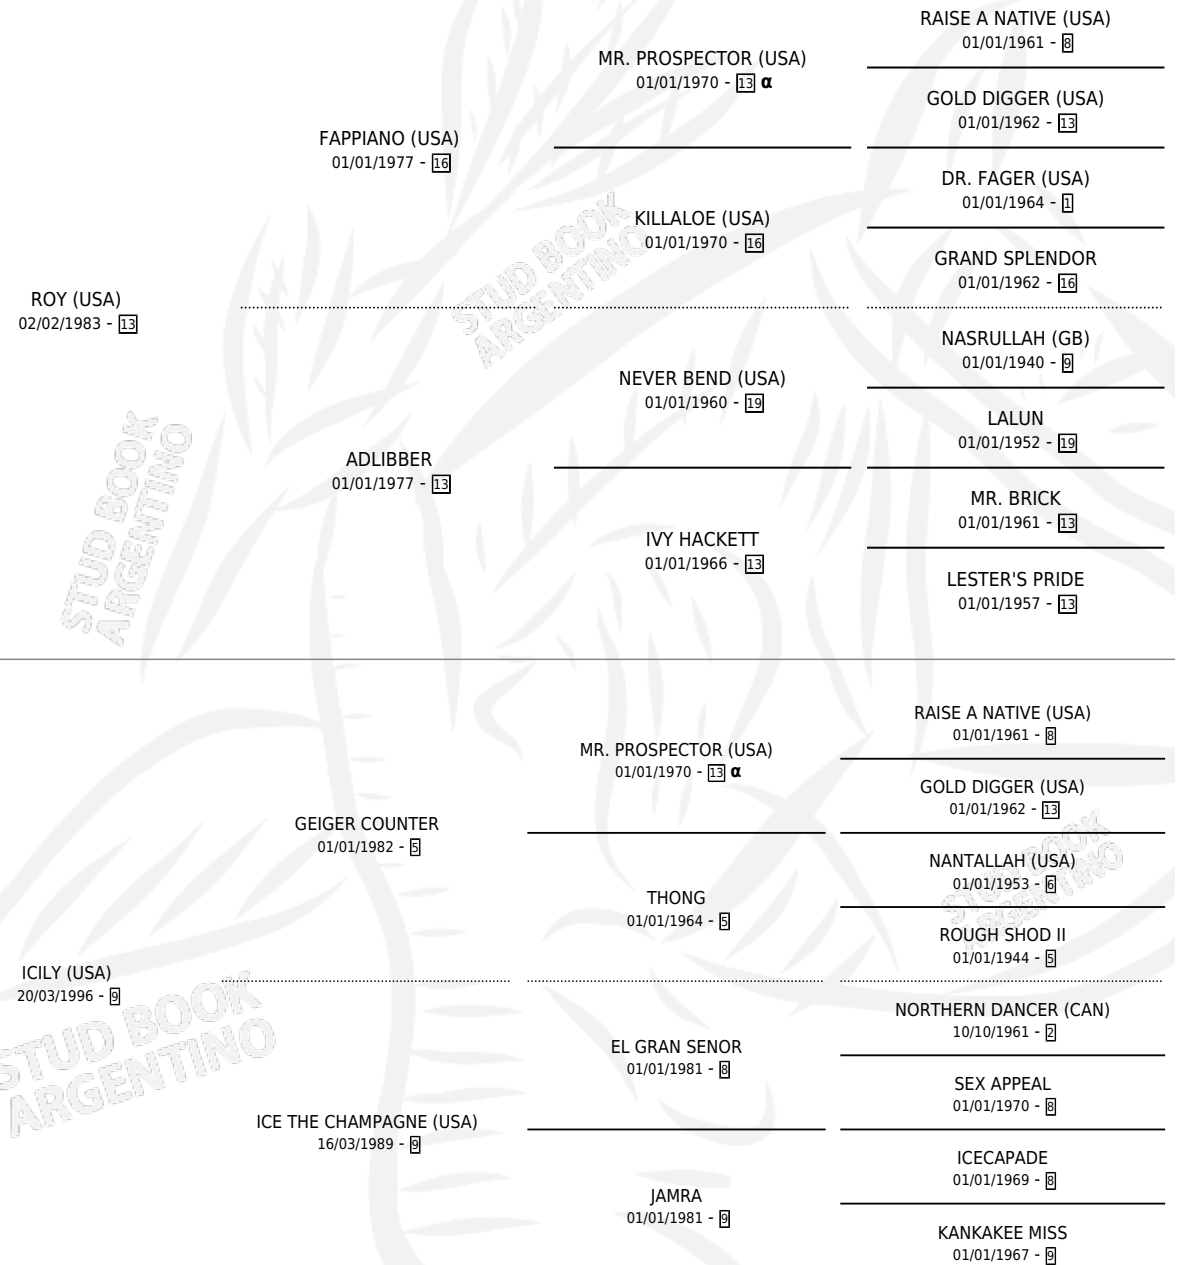 RAISE A NATIVE (USA)
01/01/1961 - 8
MR. PROSPECTOR (USA)
01/01/1970 - 13 α
GOLD DIGGER (USA)
01/01/1962 - 13
FAPPIANO (USA)
01/01/1977 - 16
DR. FAGER (USA)
01/01/1964 - 1
KILLALOE (USA)
01/01/1970 - 16
GRAND SPLENDOR
01/01/1962 - 16
ROY (USA)
02/02/1983 - 13
NASRULLAH (GB)
01/01/1940 - 9
NEVER BEND (USA)
01/01/1960 - 19
LALUN
01/01/1952 - 19
ADLIBBER
01/01/1977 - 13
MR. BRICK
01/01/1961 - 13
IVY HACKETT
01/01/1966 - 13
LESTER'S PRIDE
01/01/1957 - 13
RAISE A NATIVE (USA)
01/01/1961 - 8
MR. PROSPECTOR (USA)
01/01/1970 - 13 α
GOLD DIGGER (USA)
01/01/1962 - 13
GEIGER COUNTER
01/01/1982 - 5
NANTALLAH (USA)
01/01/1953 - 6
THONG
01/01/1964 - 5
ROUGH SHOD II
01/01/1944 - 5
ICILY (USA)
20/03/1996 - 9
NORTHERN DANCER (CAN)
10/10/1961 - 2
EL GRAN SENOR
01/01/1981 - 8
SEX APPEAL
01/01/1970 - 8
ICE THE CHAMPAGNE (USA)
16/03/1989 - 9
ICECAPADE
01/01/1969 - 8
JAMRA
01/01/1981 - 9
KANKAKEE MISS
01/01/1967 - 9
STUD BOOK
ARGENTINO
STUD BOOK
ARGENTINO
STUD BOOK
ARGENTINO
STUD BOOK
ARGENTINO